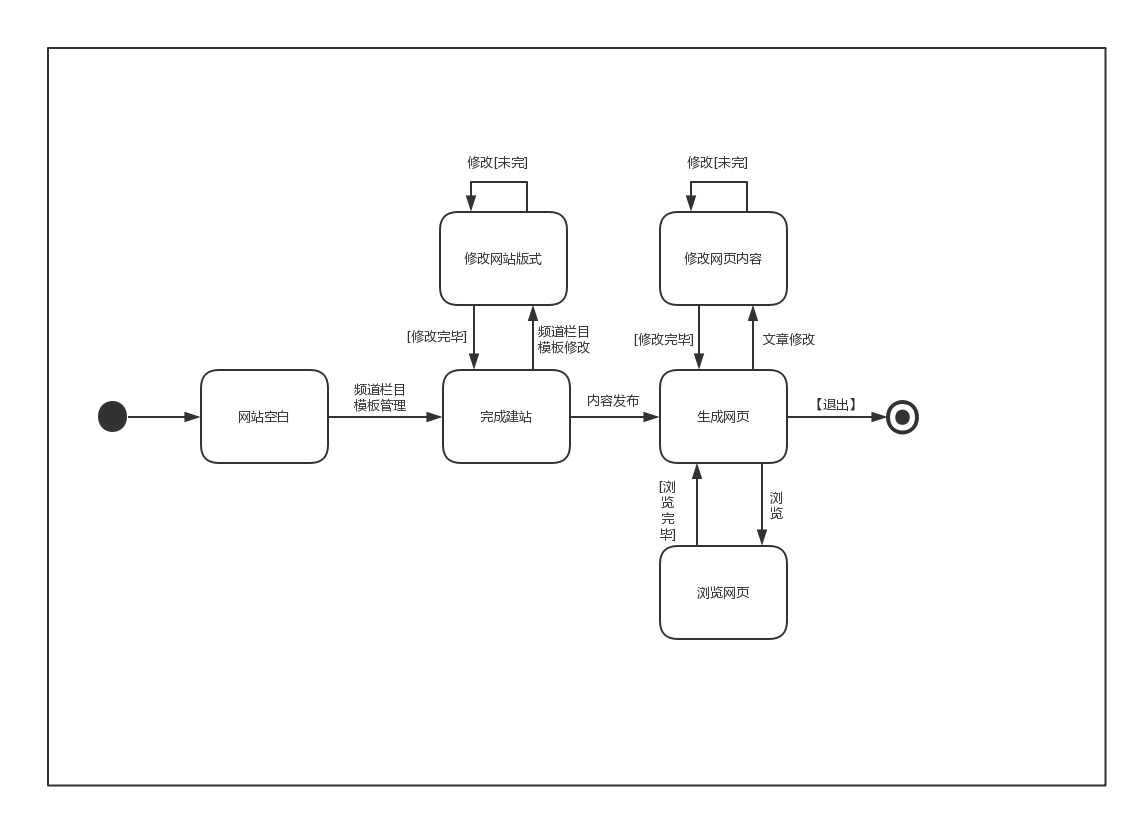 修改[未完]
修改[未完]
修改网站版式
修改网页内容
[修改完毕]
频道栏目
模板修改
[修改完毕]
文章修改
网站空白
频道栏目
模板管理
完成建站
内容发布
生成网页
【退出】
[浏
览
完
毕]
浏
览
浏览网页